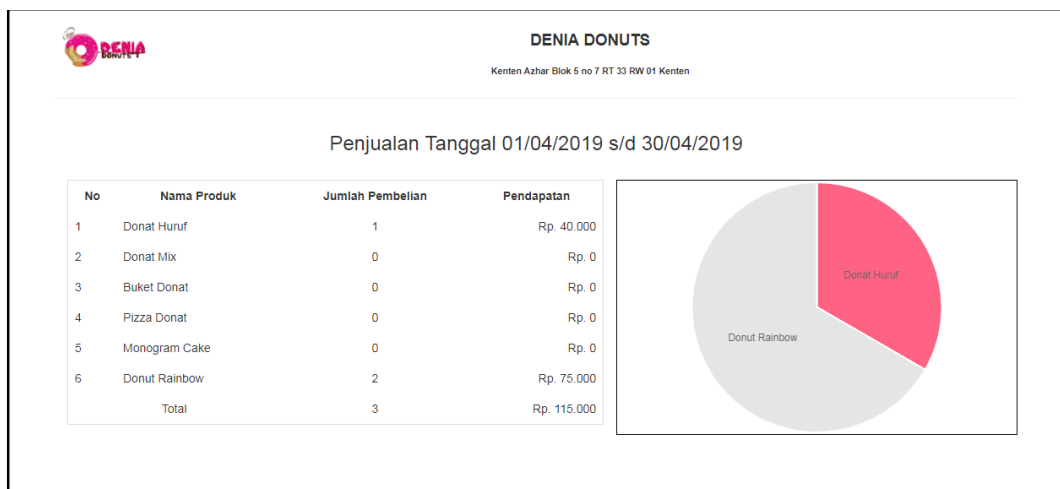 DENIA
DONUTS
DENIA DONUTS
Kenten Azhar Blok 5 no 7 RT 33 RW 01 Kenten
Penjualan Tanggal 01/04/2019 s/d 30/04/2019
No Nama Produk Jumlah Pembelian Pendapatan
1 Donat Huruf 1 Rp. 40.000
2 Donat Mix 0 Rp. 0
3 Buket Donat 0 Rp. 0
4 Pizza Donat 0 Rp. 0
5 Monogram Cake 0 Rp. 0
6 Donut Rainbow 2 Rp. 75.000
Total 3 Rp. 115.000
Donat Huruf
Donut Rainbow